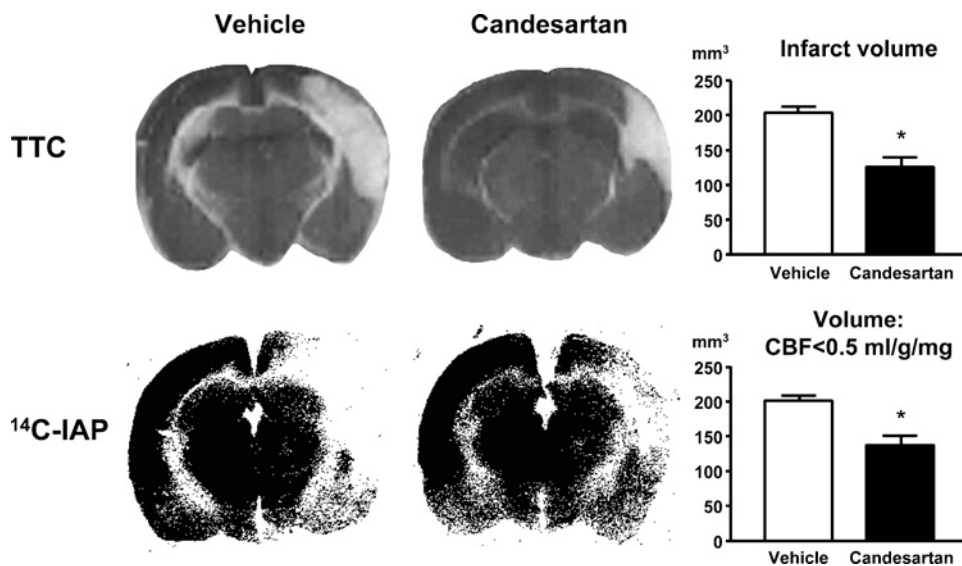 Vehicle
Candesartan
TTC
mm³
Infarct volume
250
200
150
100
50
0
*
Vehicle
Candesartan
¹⁴C-IAP
Volume:
CBF<0.5 ml/g/mg
mm³
250
200
150
100
50
0
*
Vehicle
Candesartan